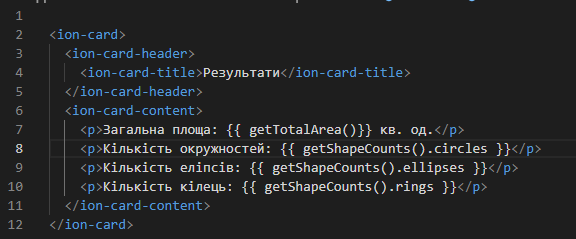 1
2 <ion-card>
3 <ion-card-header>
4 <ion-card-title>Результати</ion-card-title>
5 </ion-card-header>
6 <ion-card-content>
7 <p>Загальна площа: {{ getTotalArea()}} кв. од.</p>
8 <p>Кількість окружностей: {{ getShapeCounts().circles }}</p>
9 <p>Кількість еліпсів: {{ getShapeCounts().ellipses }}</p>
10 <p>Кількість кілець: {{ getShapeCounts().rings }}</p>
11 </ion-card-content>
12 </ion-card>